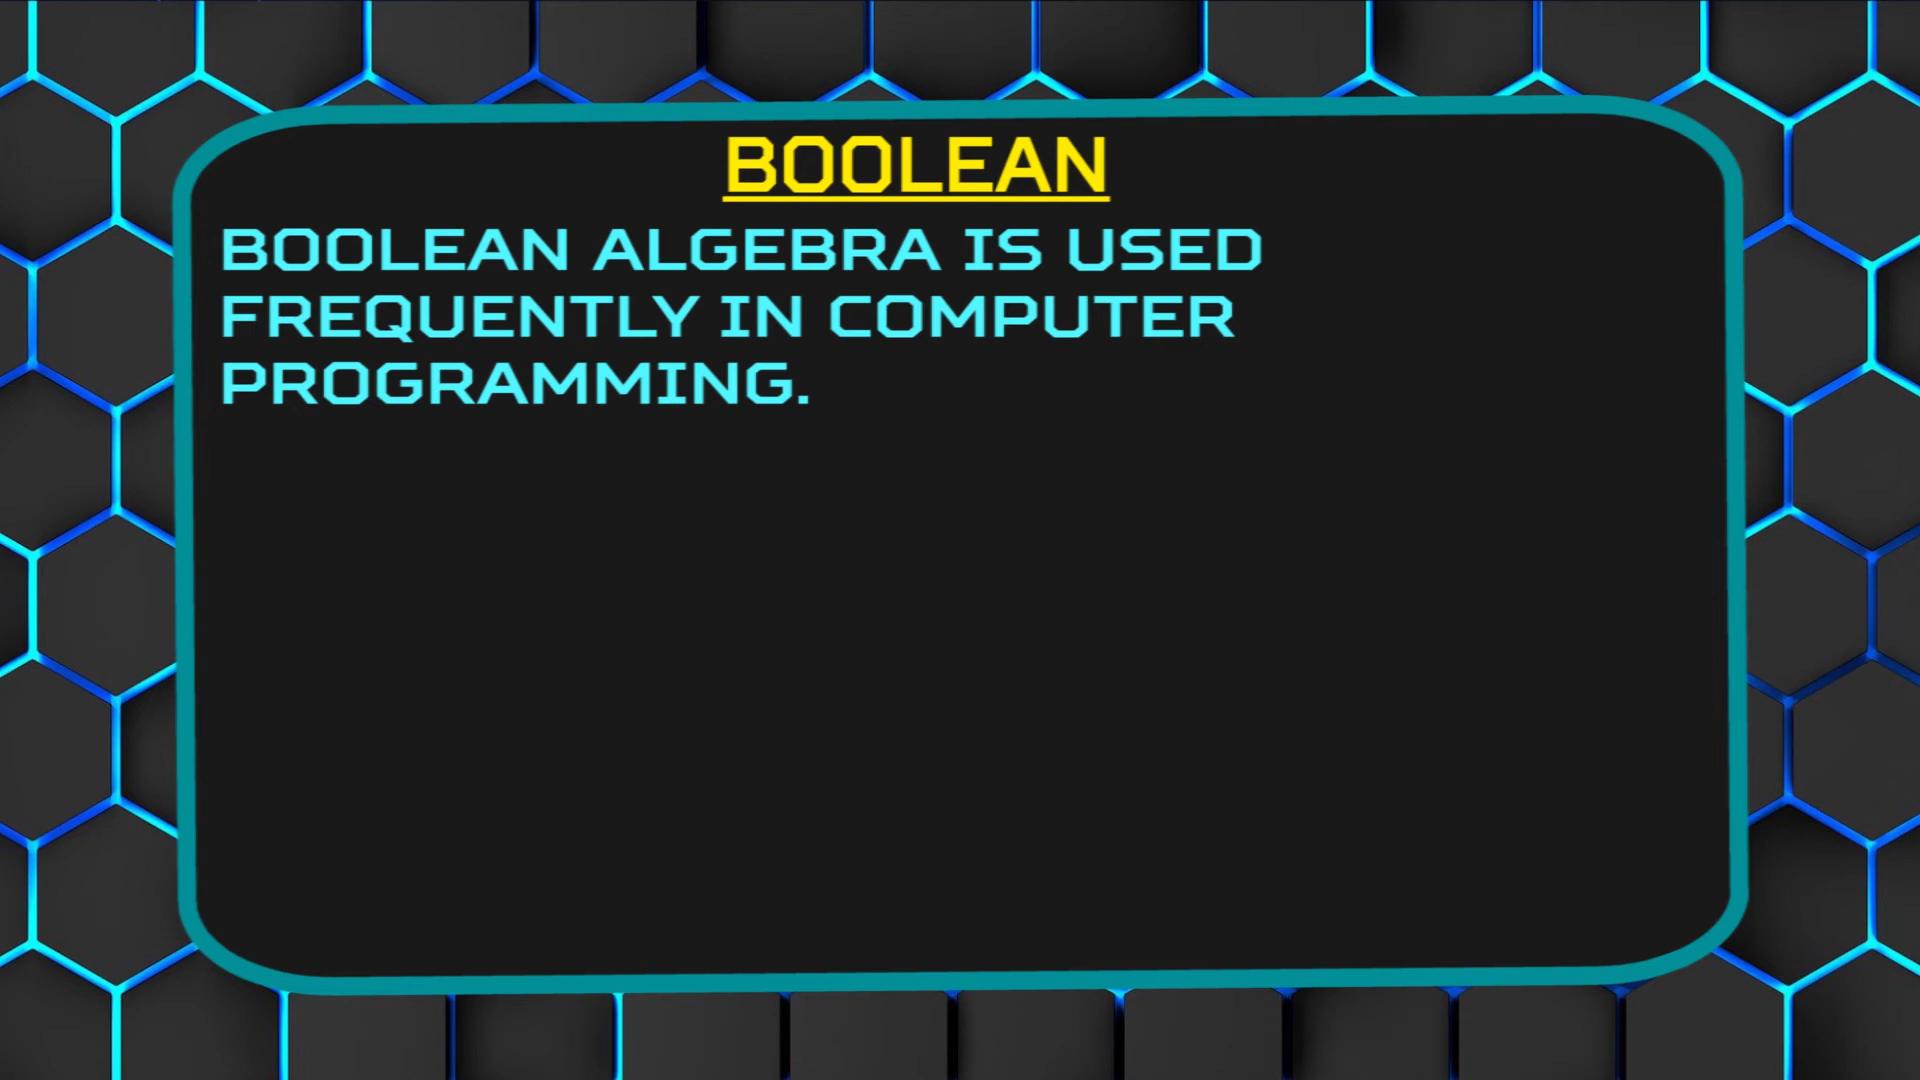 BOOLEAN
BOOLEAN ALGEBRA IS USED
FREQUENTLY IN COMPUTER
PROGRAMMING.